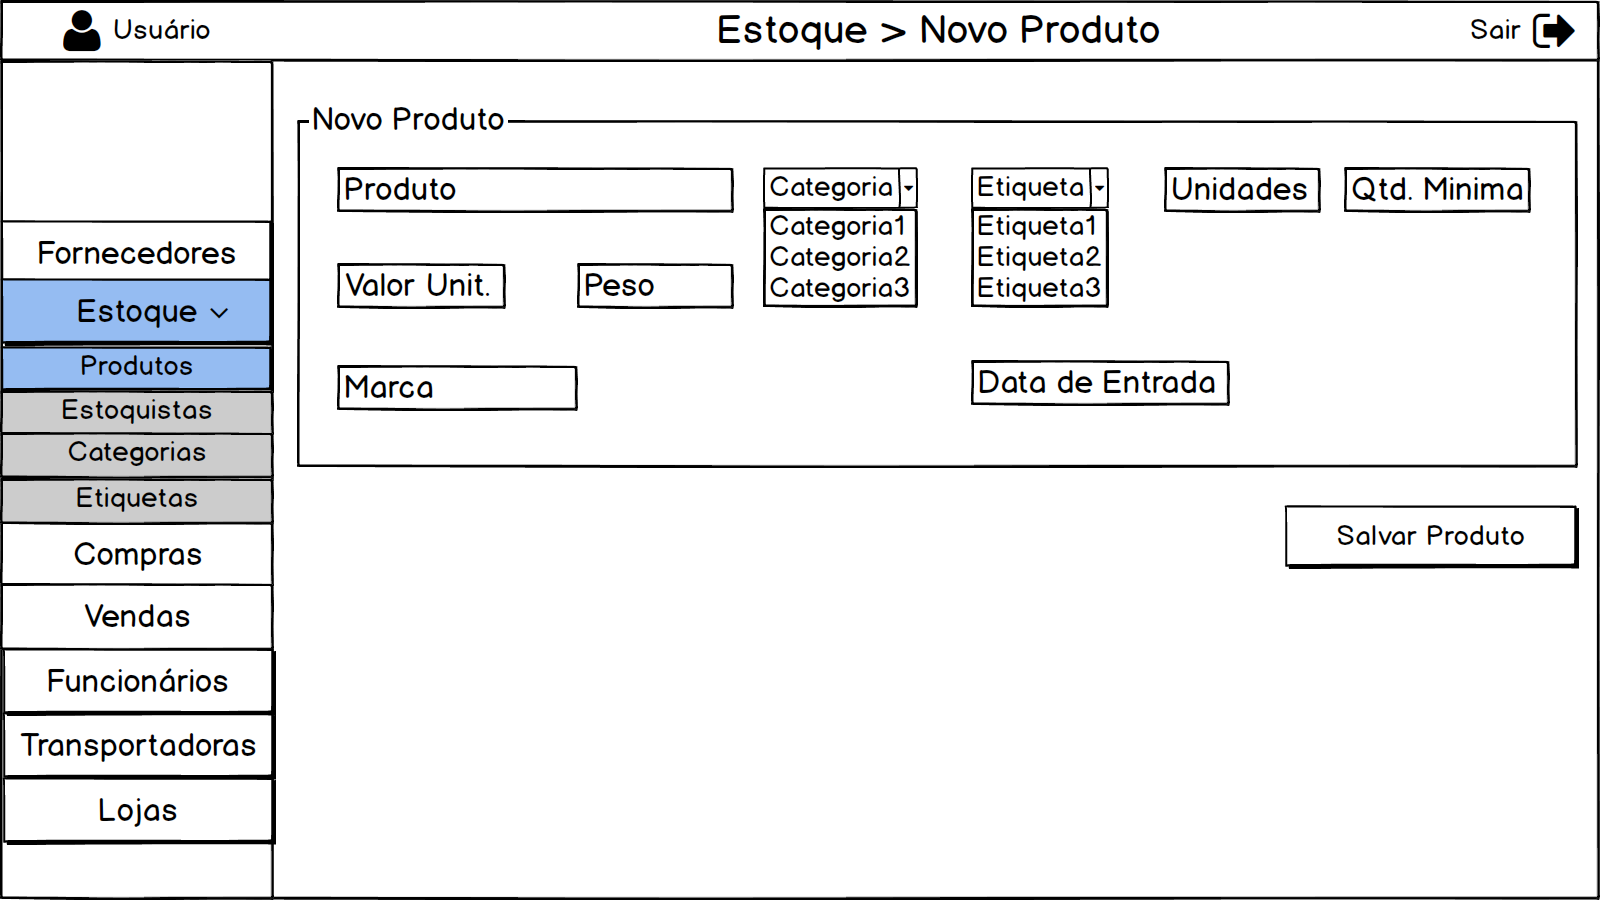 Usuário
Estoque > Novo Produto
Sair
Fornecedores
Estoque
Produtos
Estoquistas
Categorias
Etiquetas
Compras
Vendas
Funcionários
Transportadoras
Lojas
Novo Produto
Produto
Categoria
Categoria1
Categoria2
Categoria3
Etiqueta
Etiqueta1
Etiqueta2
Etiqueta3
Unidades
Qtd. Minima
Valor Unit.
Peso
Marca
Data de Entrada
Salvar Produto